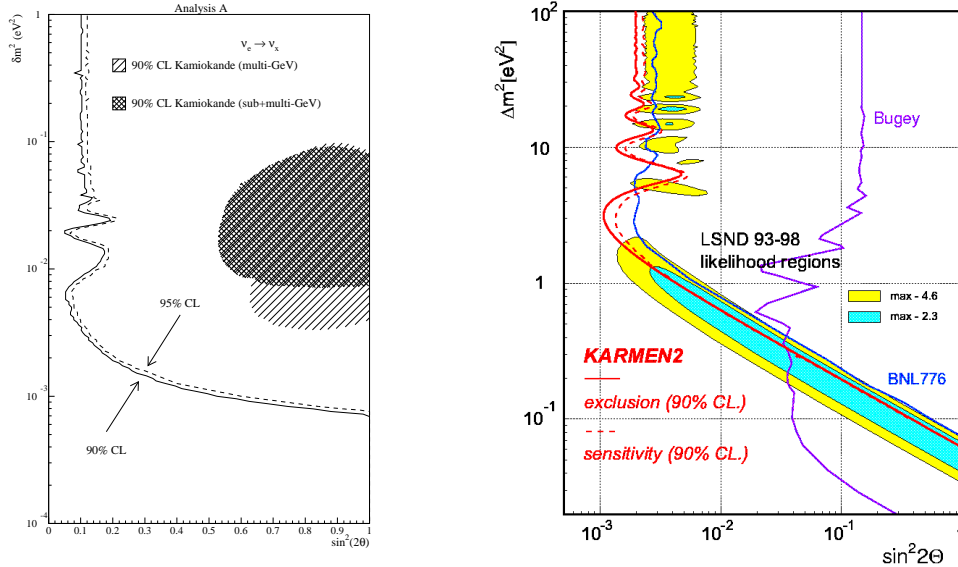 Analysis A
δm² (eV²)
1
10⁻¹
10⁻²
10⁻³
10⁻⁴
νₑ → νₓ
90% CL Kamiokande (multi-GeV)
90% CL Kamiokande (sub+multi-GeV)
95% CL
90% CL
0 0.1 0.2 0.3 0.4 0.5 0.6 0.7 0.8 0.9 1
sin²(2θ)
Δm² [eV²]
10²
10
1
10⁻¹
Bugey
LSND 93-98
likelihood regions
max - 4.6
max - 2.3
KARMEN2
exclusion (90% CL.)
sensitivity (90% CL.)
BNL776
10⁻³ 10⁻² 10⁻¹ 1
sin²2Θ